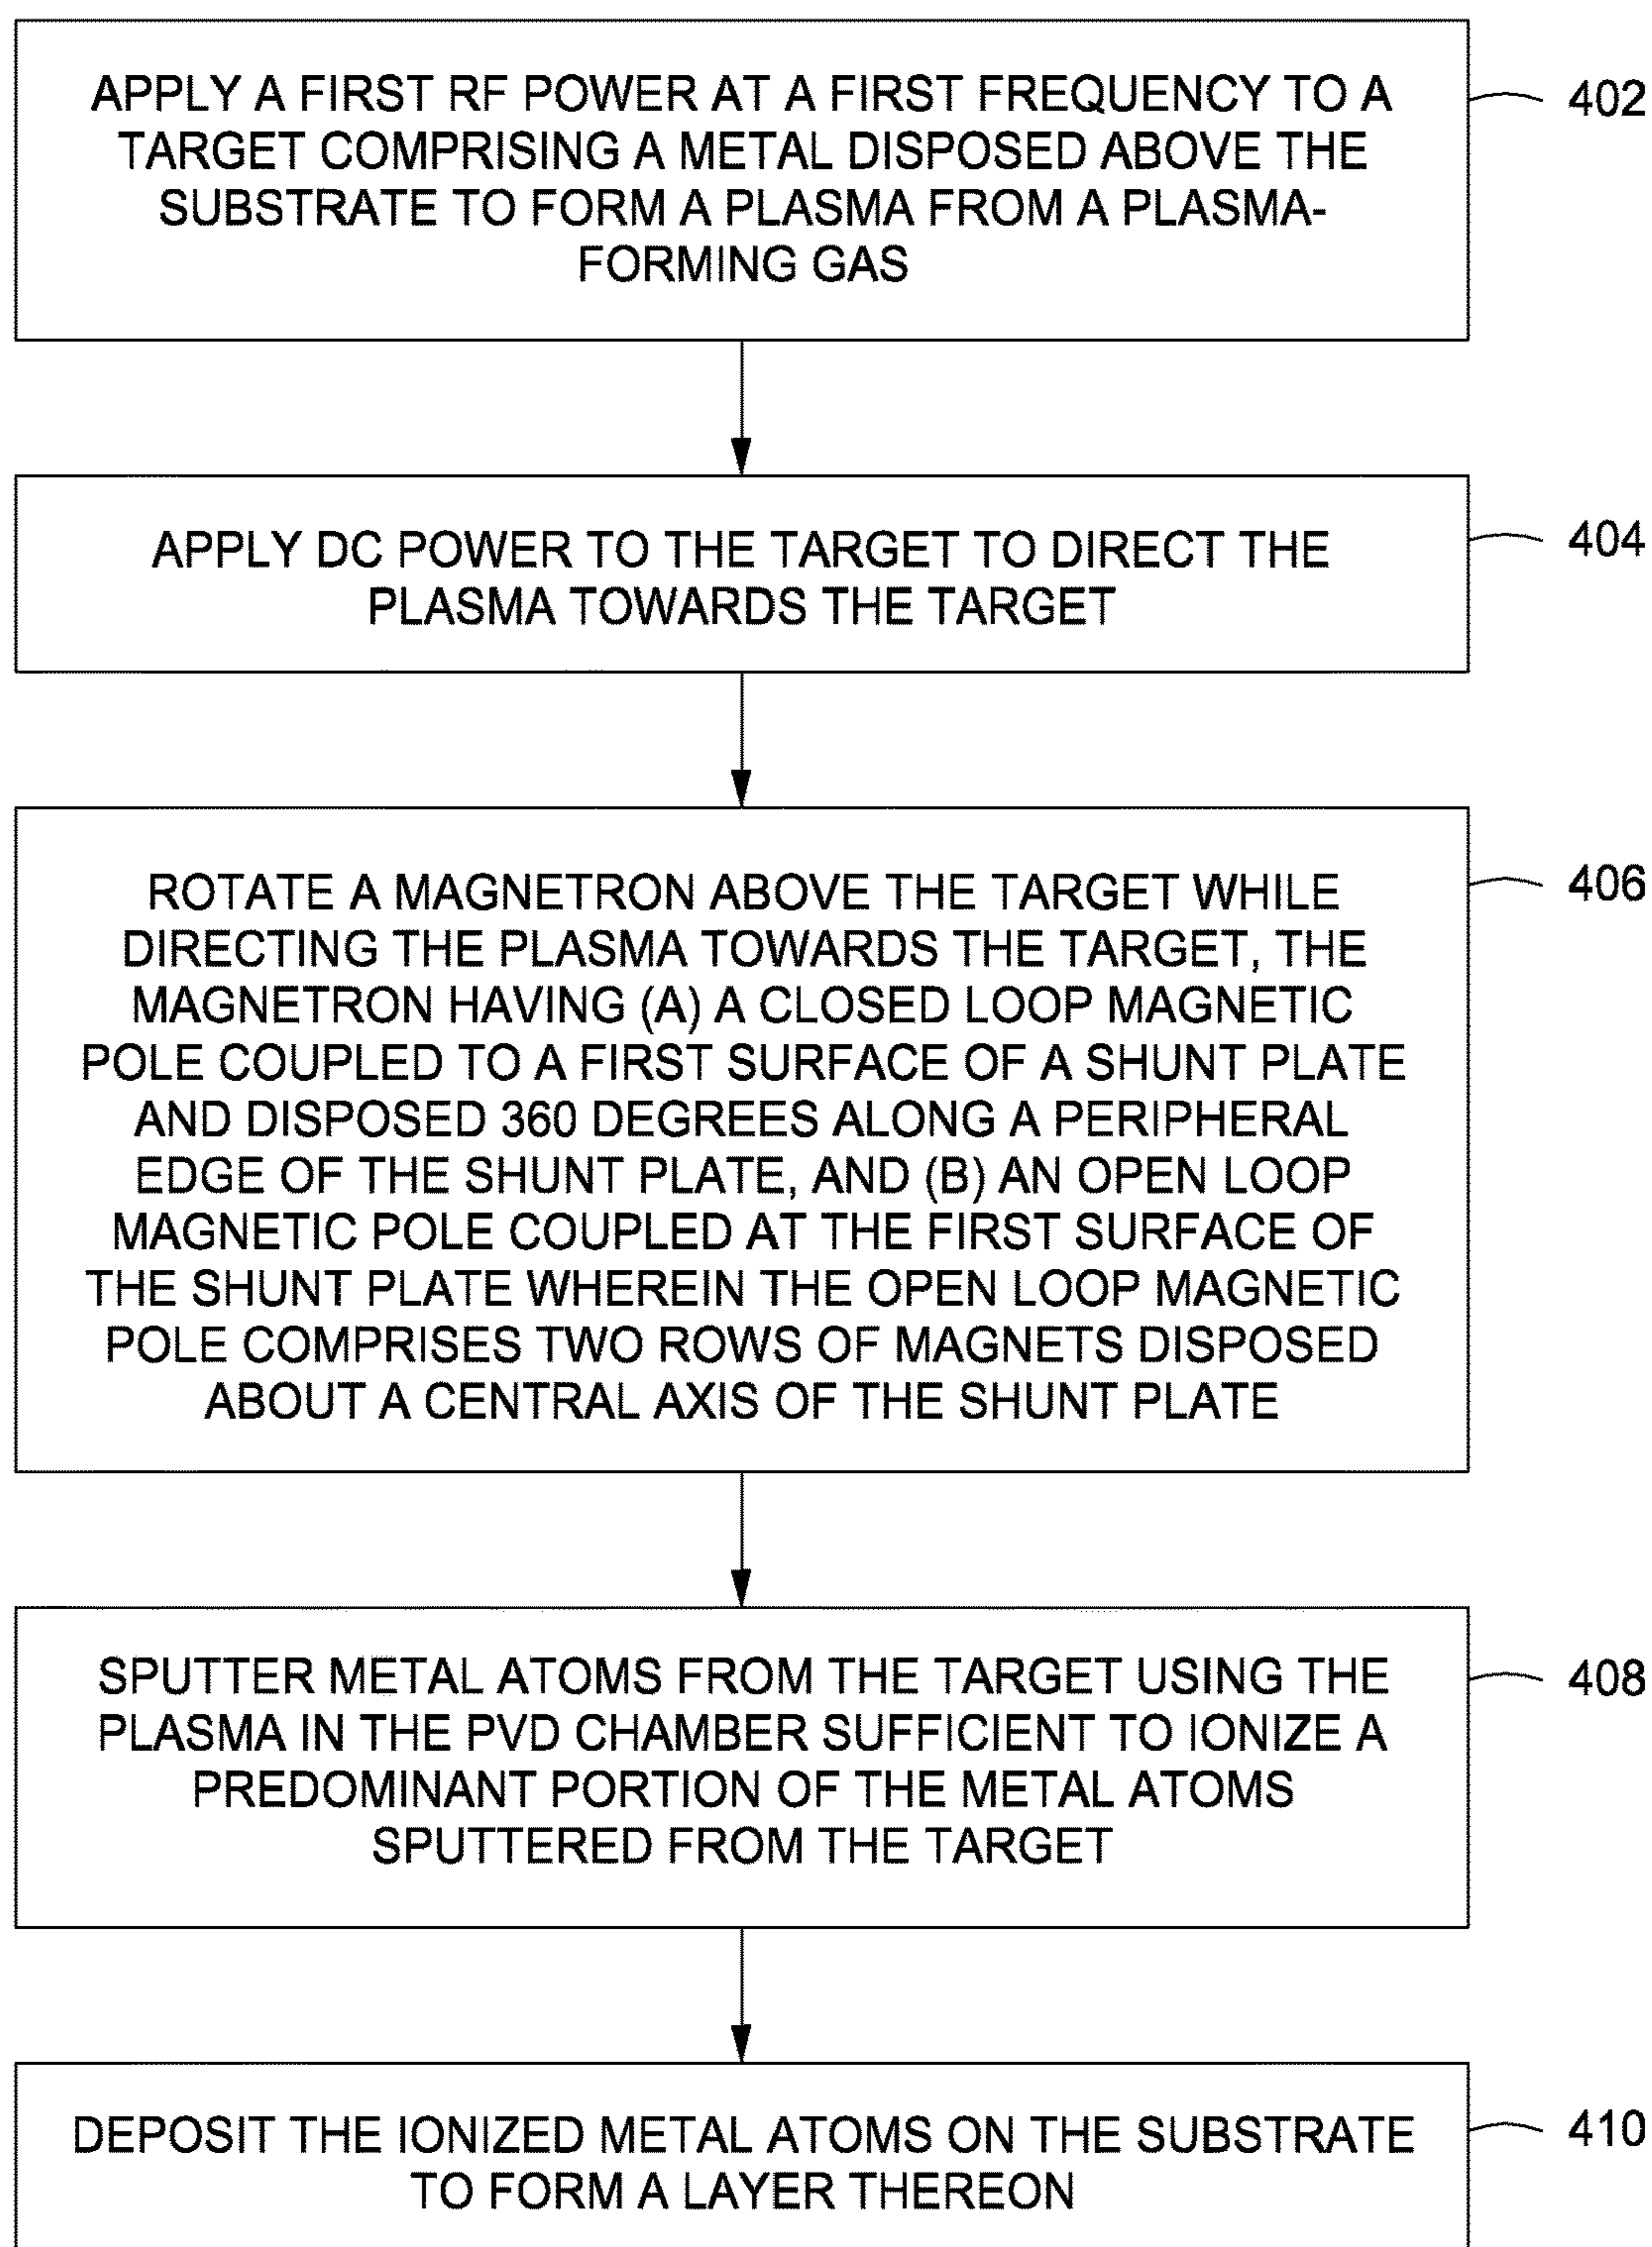 APPLY A FIRST RF POWER AT A FIRST FREQUENCY TO A
TARGET COMPRISING A METAL DISPOSED ABOVE THE
SUBSTRATE TO FORM A PLASMA FROM A PLASMA-
FORMING GAS
402
APPLY DC POWER TO THE TARGET TO DIRECT THE
PLASMA TOWARDS THE TARGET
404
ROTATE A MAGNETRON ABOVE THE TARGET WHILE
DIRECTING THE PLASMA TOWARDS THE TARGET, THE
MAGNETRON HAVING (A) A CLOSED LOOP MAGNETIC
POLE COUPLED TO A FIRST SURFACE OF A SHUNT PLATE
AND DISPOSED 360 DEGREES ALONG A PERIPHERAL
EDGE OF THE SHUNT PLATE, AND (B) AN OPEN LOOP
MAGNETIC POLE COUPLED AT THE FIRST SURFACE OF
THE SHUNT PLATE WHEREIN THE OPEN LOOP MAGNETIC
POLE COMPRISES TWO ROWS OF MAGNETS DISPOSED
ABOUT A CENTRAL AXIS OF THE SHUNT PLATE
406
SPUTTER METAL ATOMS FROM THE TARGET USING THE
PLASMA IN THE PVD CHAMBER SUFFICIENT TO IONIZE A
PREDOMINANT PORTION OF THE METAL ATOMS
SPUTTERED FROM THE TARGET
408
DEPOSIT THE IONIZED METAL ATOMS ON THE SUBSTRATE
TO FORM A LAYER THEREON
410